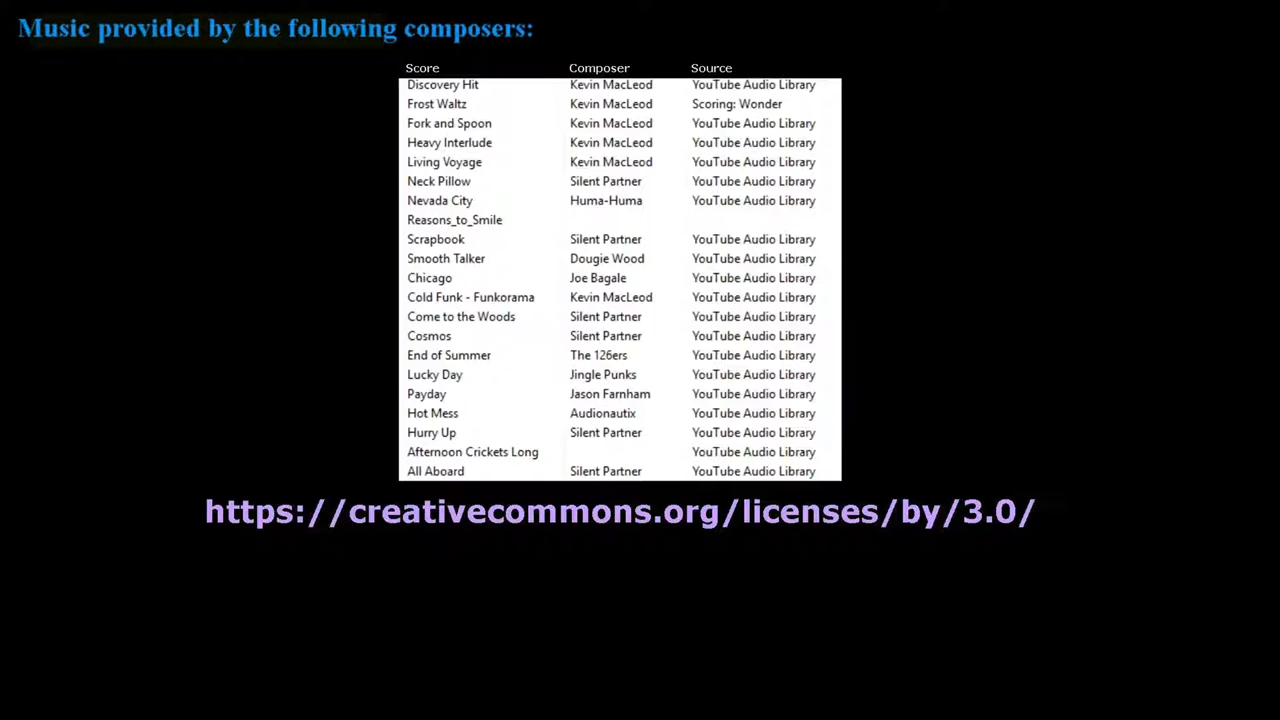 Music provided by the following composers:
Score Composer Source
Discovery Hit Kevin MacLeod YouTube Audio Library
Frost Waltz Kevin MacLeod Scoring: Wonder
Fork and Spoon Kevin MacLeod YouTube Audio Library
Heavy Interlude Kevin MacLeod YouTube Audio Library
Living Voyage Kevin MacLeod YouTube Audio Library
Neck Pillow Silent Partner YouTube Audio Library
Nevada City Huma-Huma YouTube Audio Library
Reasons_to_Smile
Scrapbook Silent Partner YouTube Audio Library
Smooth Talker Dougie Wood YouTube Audio Library
Chicago Joe Bagale YouTube Audio Library
Cold Funk - Funkorama Kevin MacLeod YouTube Audio Library
Come to the Woods Silent Partner YouTube Audio Library
Cosmos Silent Partner YouTube Audio Library
End of Summer The 126ers YouTube Audio Library
Lucky Day Jingle Punks YouTube Audio Library
Payday Jason Farnham YouTube Audio Library
Hot Mess Audionautix YouTube Audio Library
Hurry Up Silent Partner YouTube Audio Library
Afternoon Crickets Long YouTube Audio Library
All Aboard Silent Partner YouTube Audio Library
https://creativecommons.org/licenses/by/3.0/